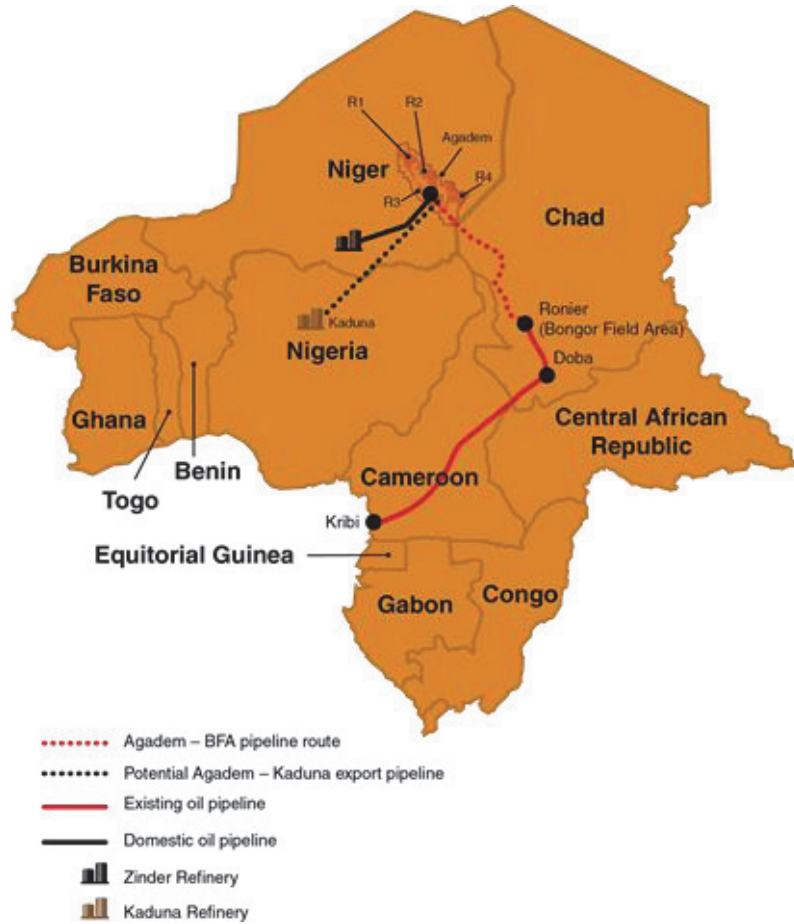 R1
R2
Agadem
Niger
R3
R4
Chad
Burkina
Faso
Kaduna
Nigeria
Ronier
(Bongor Field Area)
Doba
Ghana
Central African
Republic
Benin
Togo
Cameroon
Kribi
Equitorial Guinea
Gabon
Congo
Agadem – BFA pipeline route
Potential Agadem – Kaduna export pipeline
Existing oil pipeline
Domestic oil pipeline
Zinder Refinery
Kaduna Refinery